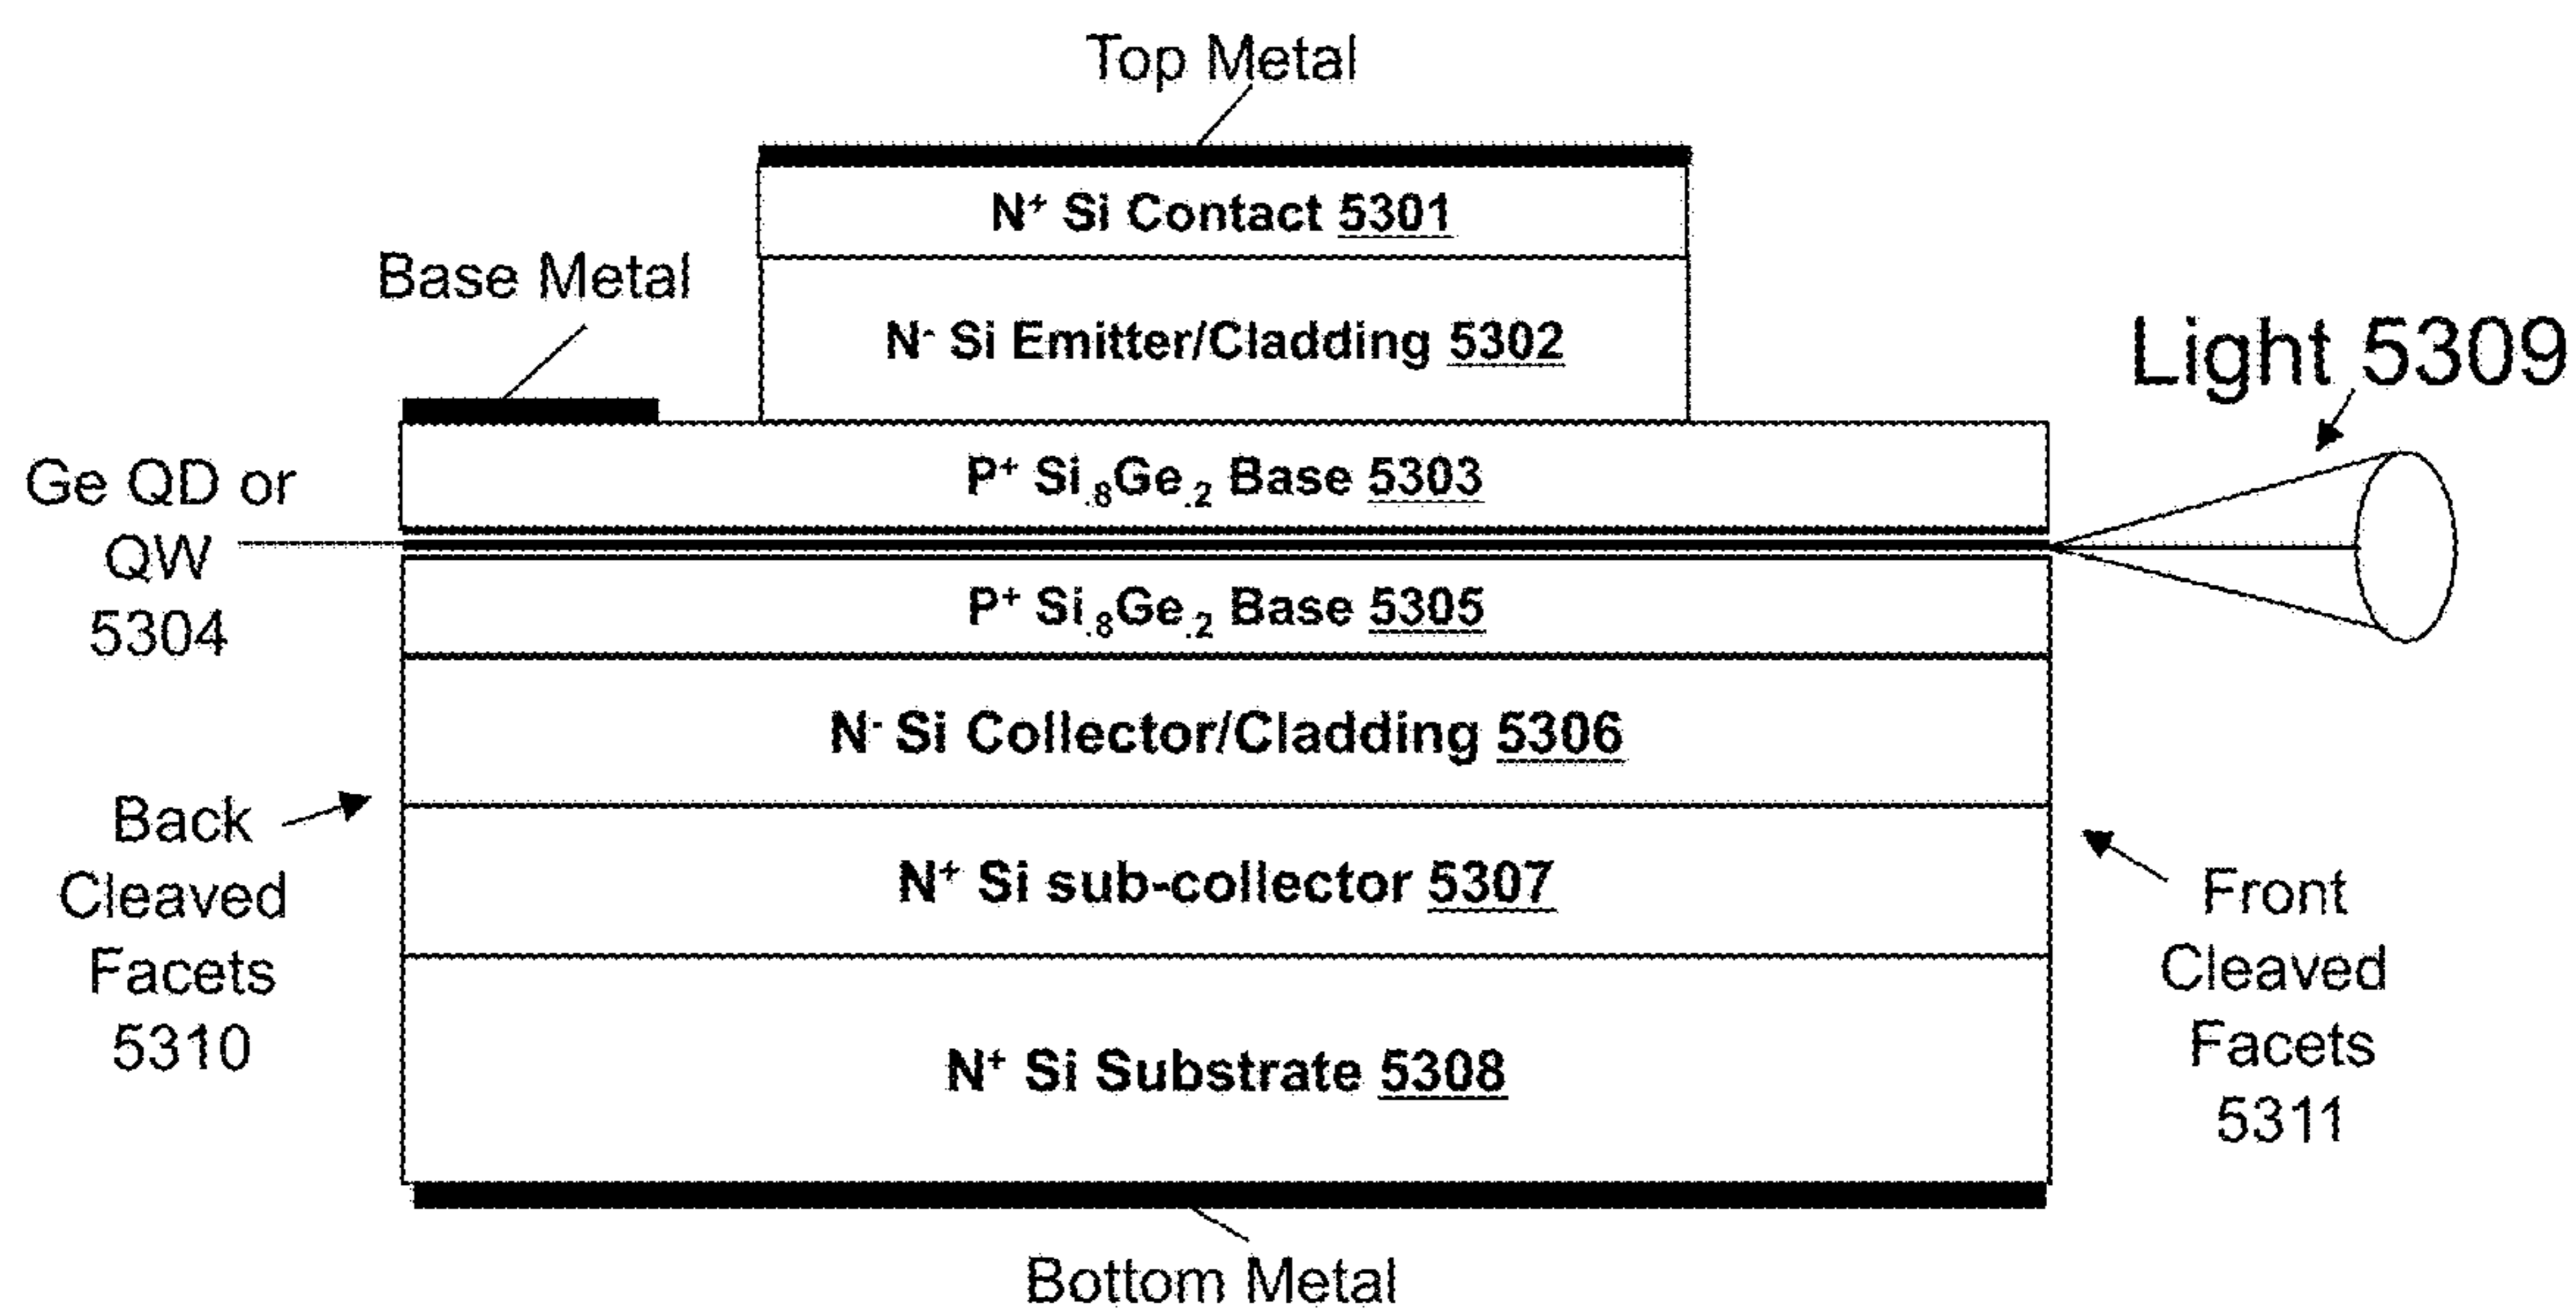 Top Metal
N⁺ Si Contact 5301
Base Metal
N⁻ Si Emitter/Cladding 5302
Light 5309
P⁺ Si.₈Ge.₂ Base 5303
Ge QD or
QW
5304
P⁺ Si.₈Ge.₂ Base 5305
N⁻ Si Collector/Cladding 5306
Back
Cleaved
Facets
5310
N⁺ Si sub-collector 5307
Front
Cleaved
Facets
5311
N⁺ Si Substrate 5308
Bottom Metal